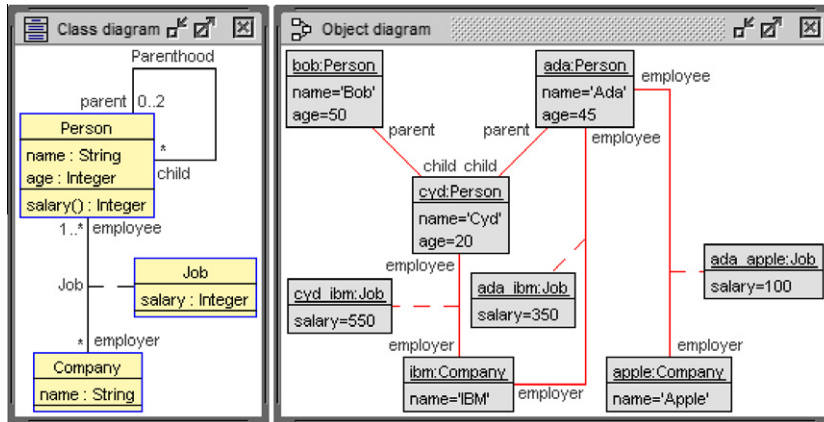 Class diagram
Parenthood
parent 0..2
Person
name : String
age : Integer
salary() : Integer
*
child
1..* employee
Job
Job
salary : Integer
* employer
Company
name : String
Object diagram
bob:Person
name='Bob'
age=50
ada:Person
name='Ada'
age=45
employee
employee
parent
parent
child child
cyd:Person
name='Cyd'
age=20
employee
cyd_ibm:Job
salary=550
ada_ibm:Job
salary=350
ada_apple:Job
salary=100
employer
employer
ibm:Company
name='IBM'
employer
apple:Company
name='Apple'